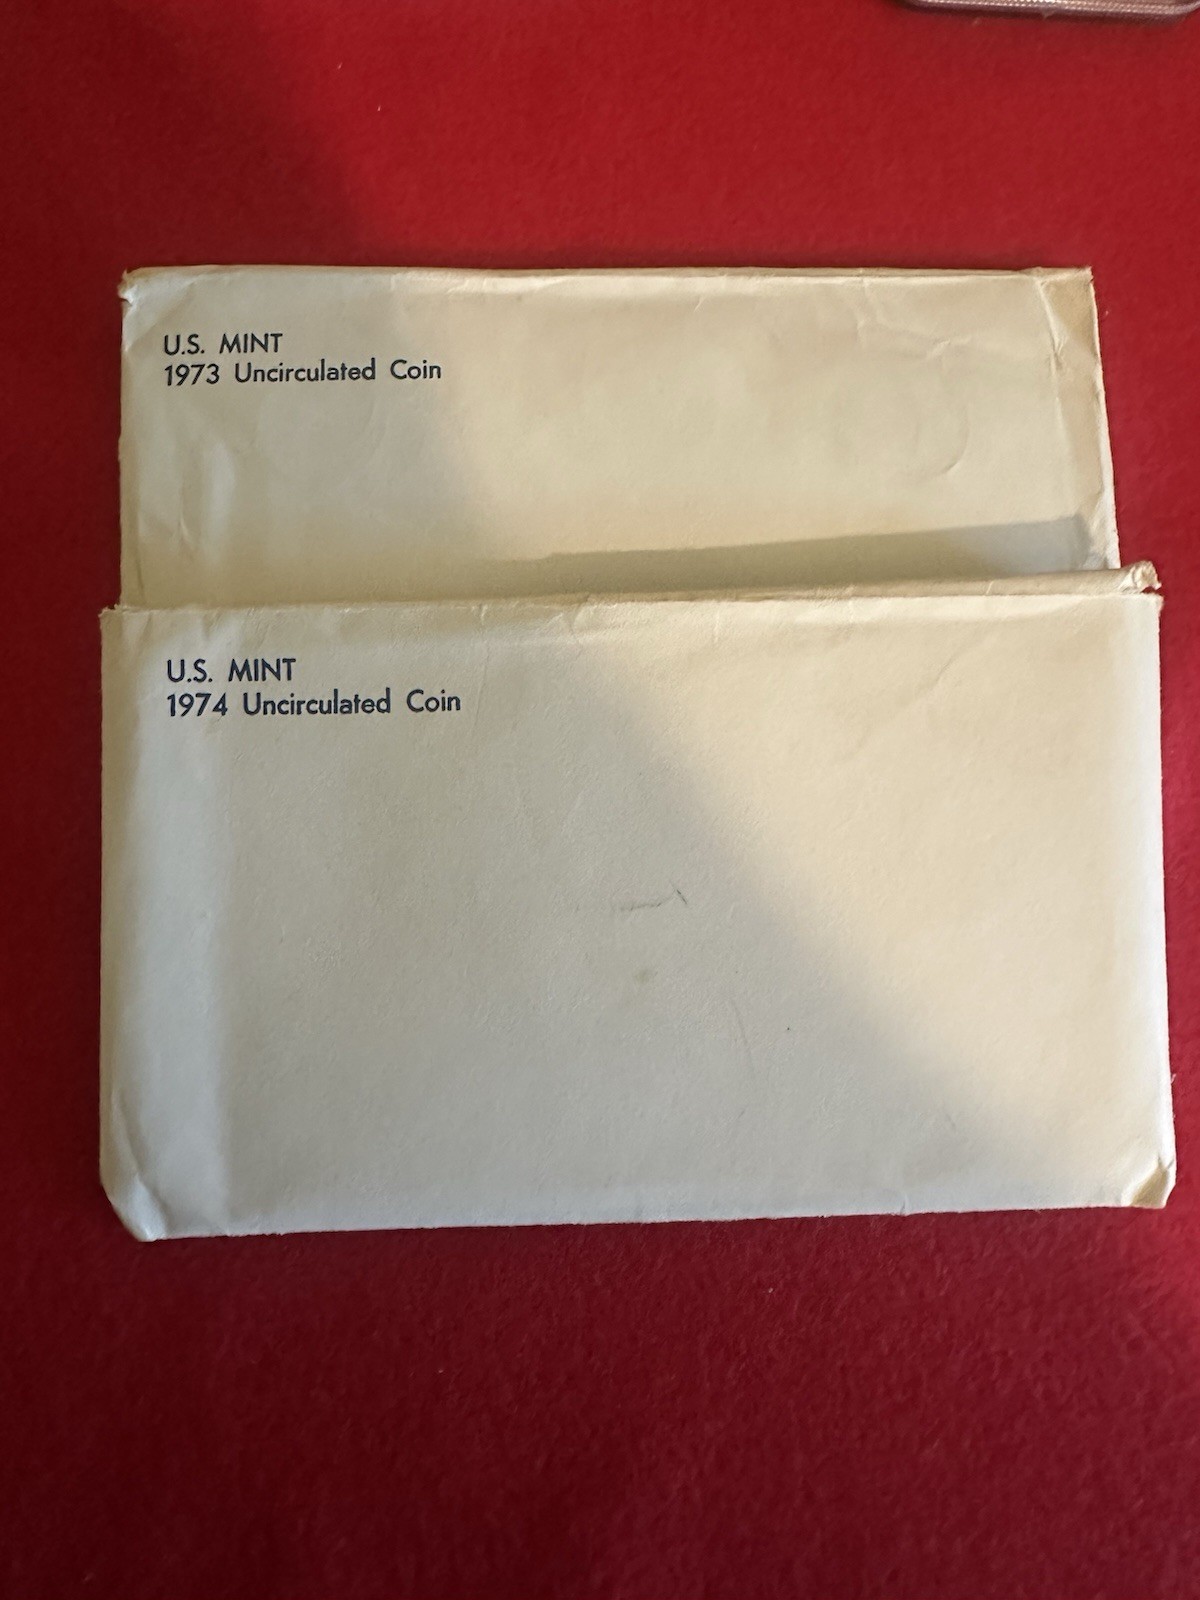 U.S. MINT
1973 Uncirculated Coin
U.S. MINT
1974 Uncirculated Coin